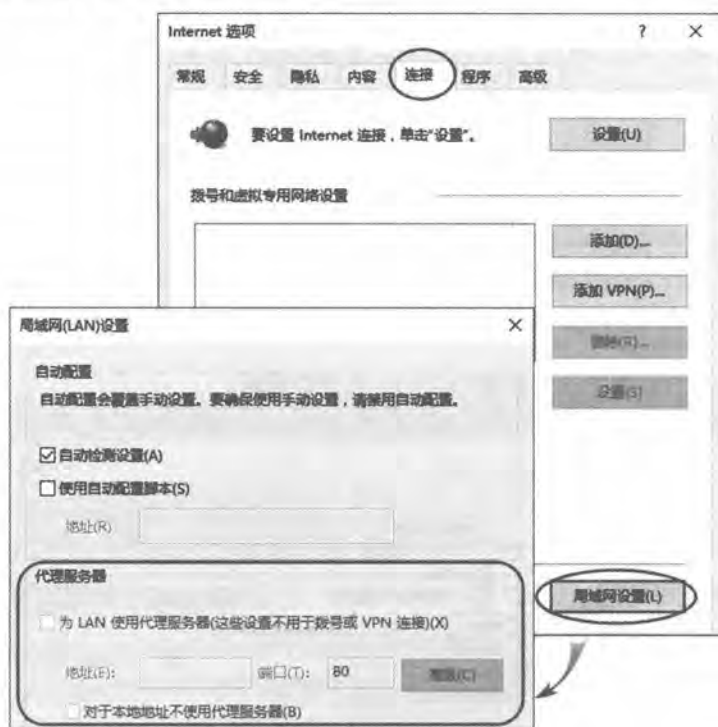 Internet 选项
? ×
常规 安全 隐私 内容 连接 程序 高级
要设置 Internet 连接，单击“设置”。
设置(U)
拨号和虚拟专用网络设置
添加(D)...
添加 VPN(P)...
删除(R)...
设置(S)
局域网设置(L)
局域网(LAN)设置
×
自动配置
自动配置会覆盖手动设置。要确保使用手动设置，请禁用自动配置。
自动检测设置(A)
使用自动配置脚本(S)
地址(R)
代理服务器
为 LAN 使用代理服务器(这些设置不用于拨号或 VPN 连接)(X)
地址(E): 端口(T): 80 高级(C)
对于本地地址不使用代理服务器(B)